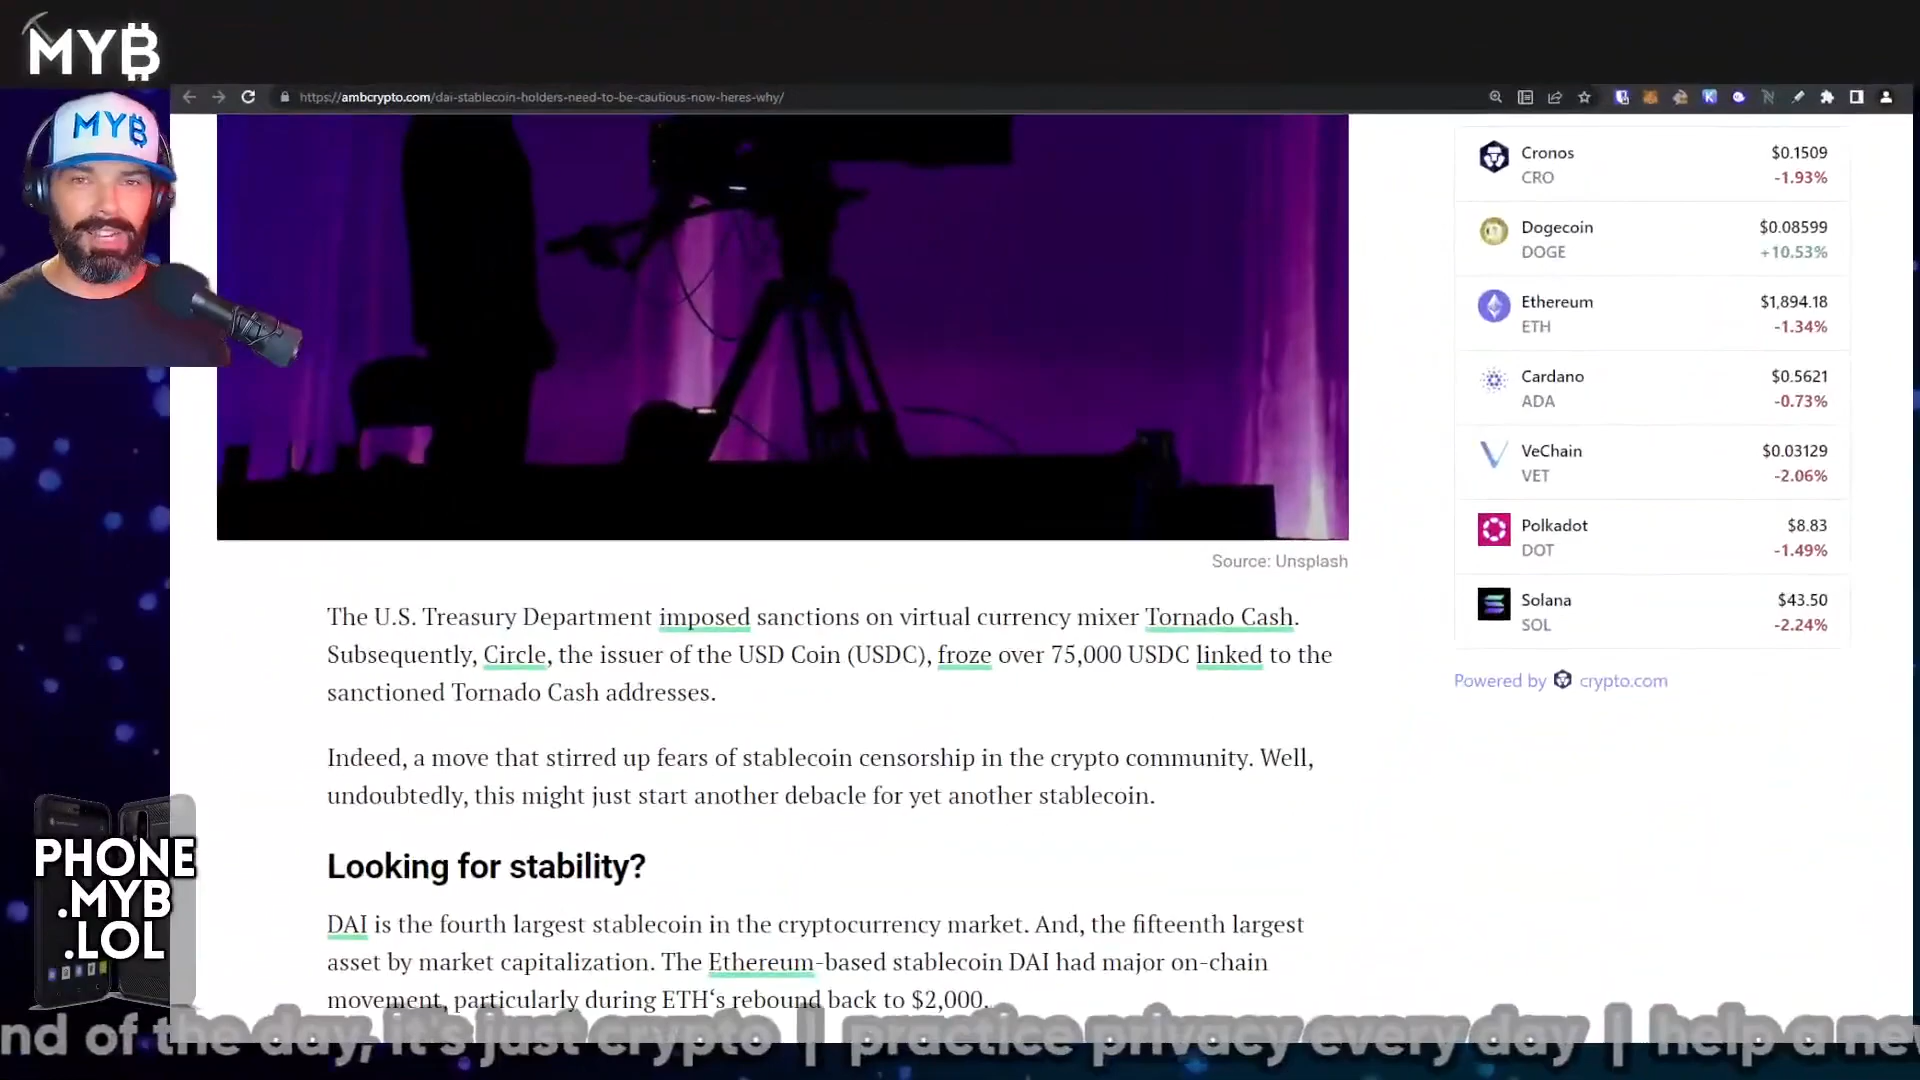 MYB
https://ambcrypto.com/dai-stablecoin-holders-need-to-be-cautious-now-heres-why/
MYB
Cronos $0.1509
CRO -1.93%
Dogecoin $0.08599
DOGE +10.53%
Ethereum $1,894.18
ETH -1.34%
Cardano $0.5621
ADA -0.73%
VeChain $0.03129
VET -2.06%
Polkadot $8.83
DOT -1.49%
Solana $43.50
SOL -2.24%
Powered by crypto.com
Source: Unsplash
The U.S. Treasury Department imposed sanctions on virtual currency mixer Tornado Cash.
Subsequently, Circle, the issuer of the USD Coin (USDC), froze over 75,000 USDC linked to the
sanctioned Tornado Cash addresses.
Indeed, a move that stirred up fears of stablecoin censorship in the crypto community. Well,
undoubtedly, this might just start another debacle for yet another stablecoin.
Looking for stability?
DAI is the fourth largest stablecoin in the cryptocurrency market. And, the fifteenth largest
asset by market capitalization. The Ethereum-based stablecoin DAI had major on-chain
movement, particularly during ETH‘s rebound back to $2,000.
PHONE
.MYB
.LOL
nd of the day, it's just crypto | practice privacy every day | help a ne